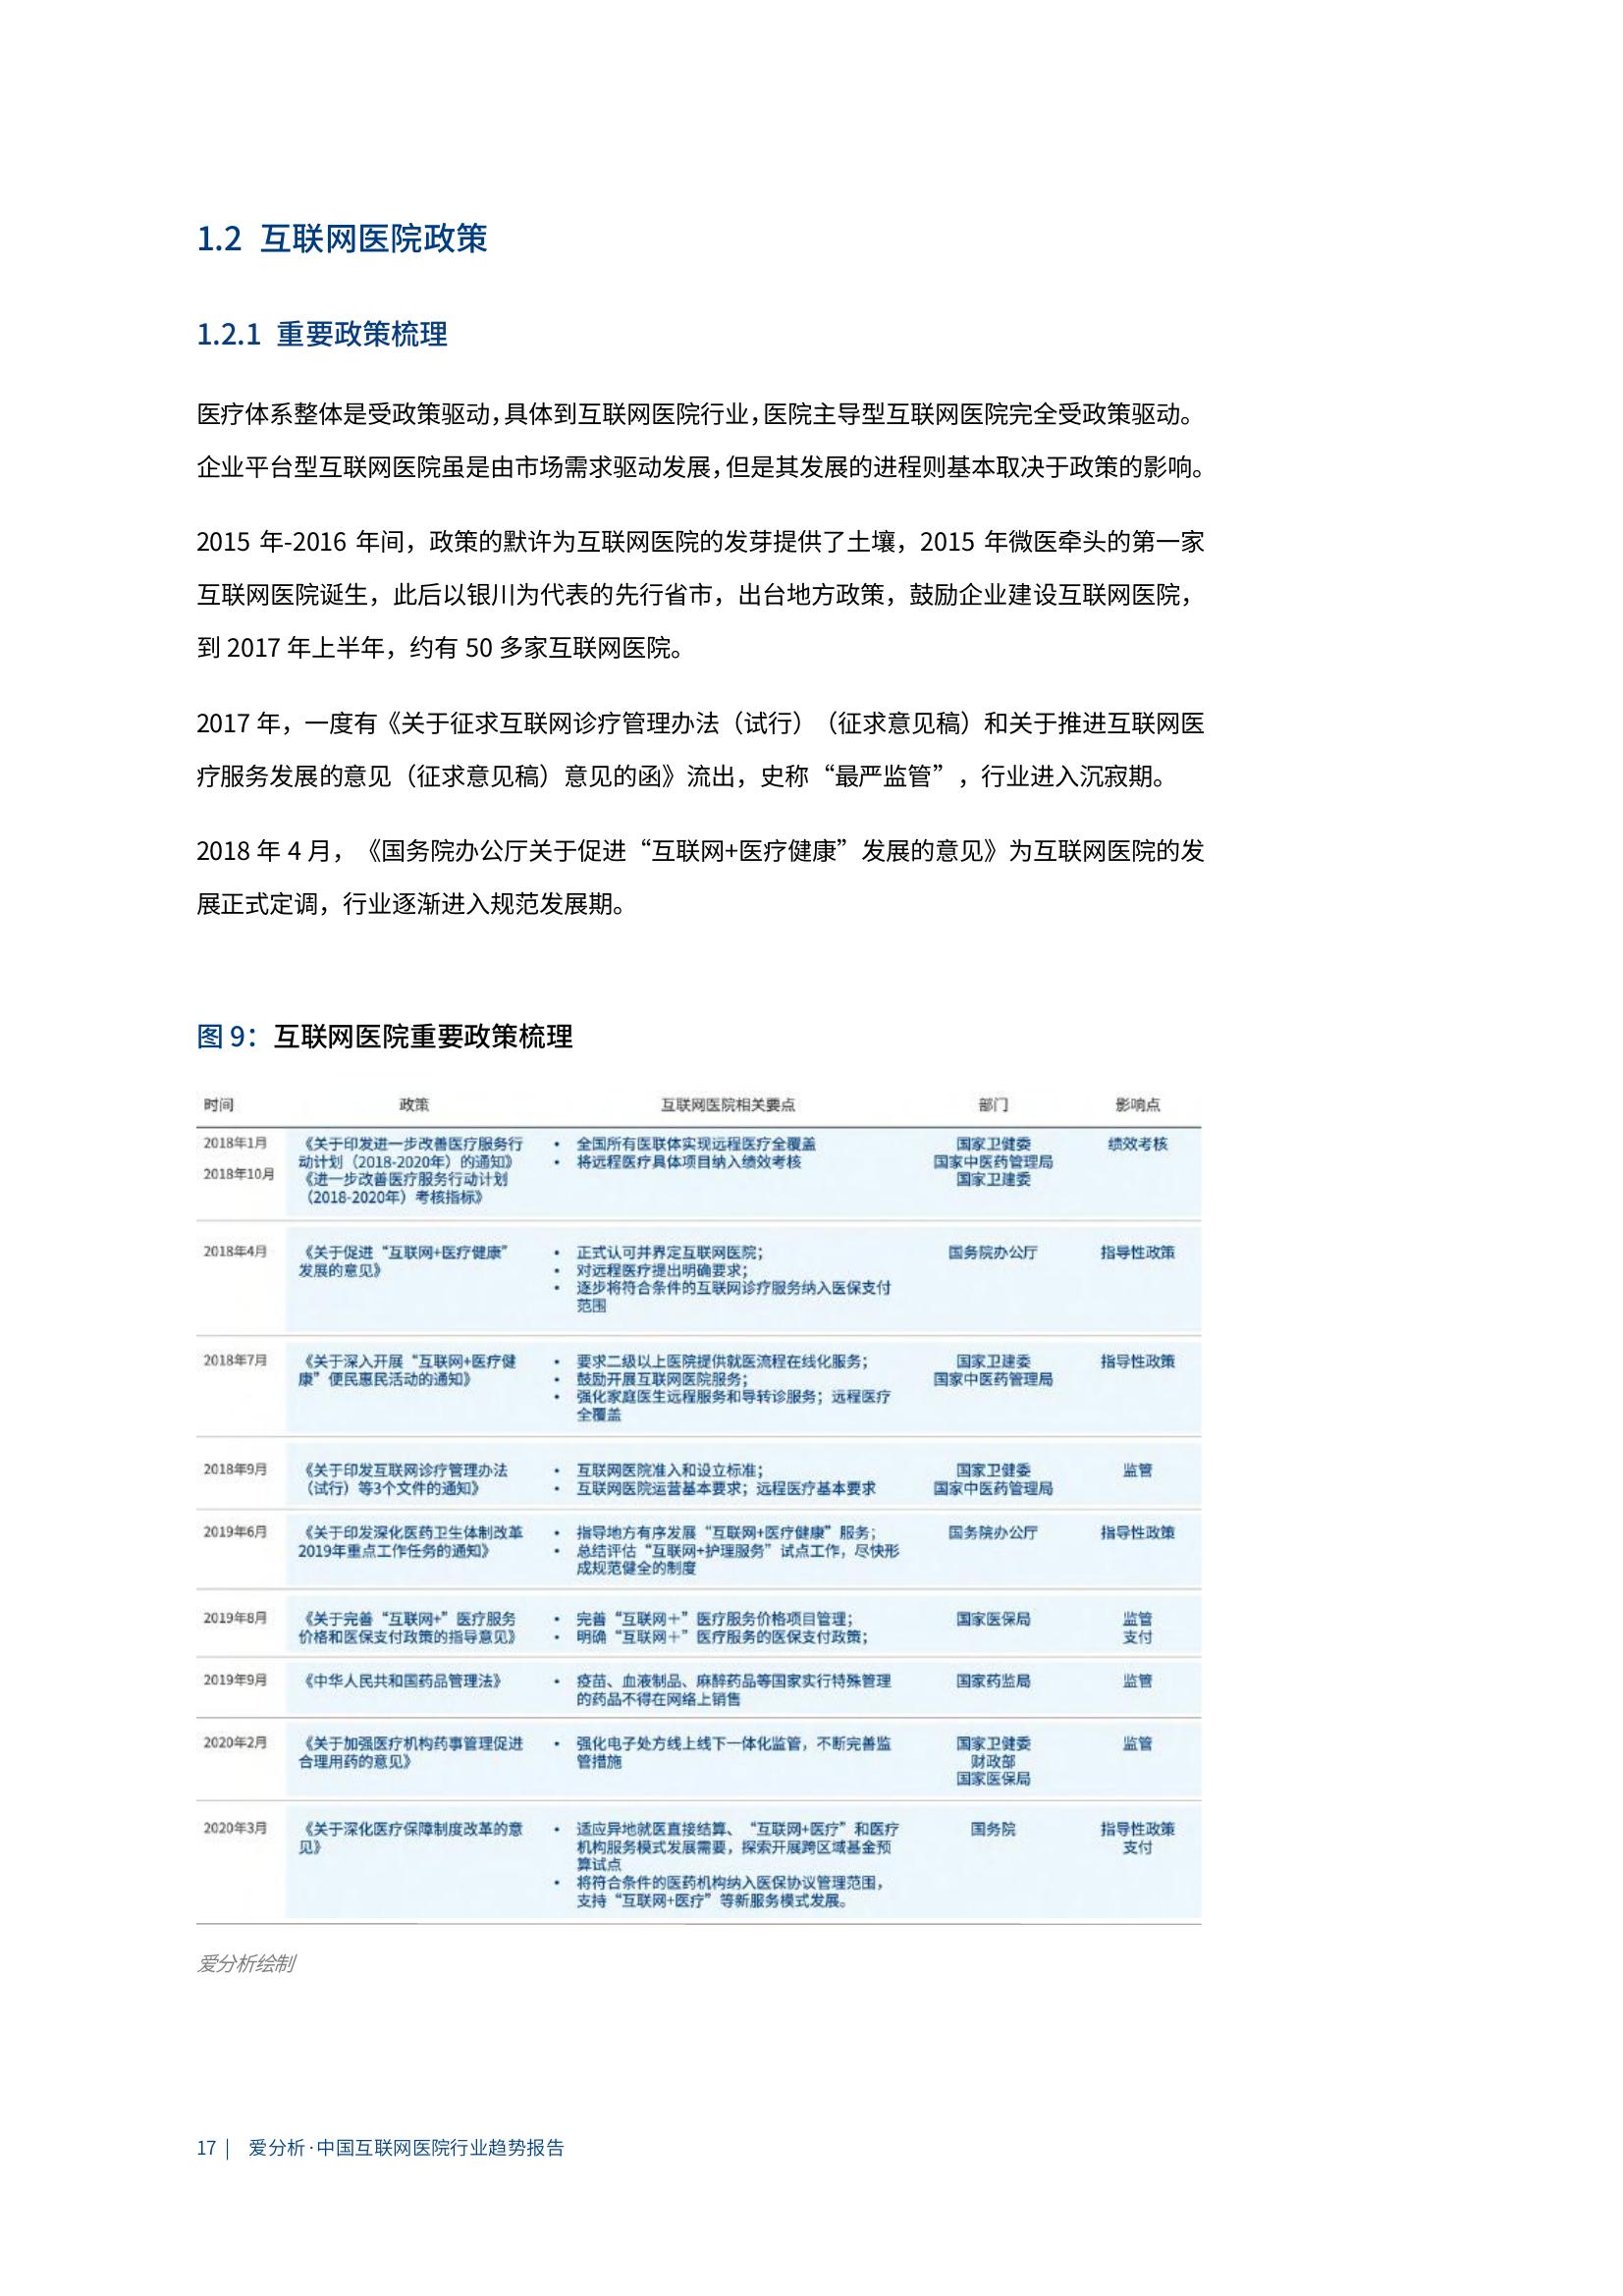 1.2 互联网医院政策
1.2.1 重要政策梳理
医疗体系整体是受政策驱动，具体到互联网医院行业，医院主导型互联网医院完全受政策驱动。
企业平台型互联网医院虽是由市场需求驱动发展，但是其发展的进程则基本取决于政策的影响。
2015 年-2016 年间，政策的默许为互联网医院的发芽提供了土壤，2015 年微医牵头的第一家
互联网医院诞生，此后以银川为代表的先行省市，出台地方政策，鼓励企业建设互联网医院，
到 2017 年上半年，约有 50 多家互联网医院。
2017 年，一度有《关于征求互联网诊疗管理办法（试行）（征求意见稿）和关于推进互联网医
疗服务发展的意见（征求意见稿）意见的函》流出，史称“最严监管”，行业进入沉寂期。
2018 年 4 月，《国务院办公厅关于促进“互联网+医疗健康”发展的意见》为互联网医院的发
展正式定调，行业逐渐进入规范发展期。
图 9：互联网医院重要政策梳理
时间 政策 互联网医院相关要点 部门 影响点
2018年1月
2018年10月
《关于印发进一步改善医疗服务行
动计划（2018-2020年）的通知》
《进一步改善医疗服务行动计划
（2018-2020年）考核指标》
• 全国所有医联体实现远程医疗全覆盖
• 将远程医疗具体项目纳入绩效考核
国家卫健委
国家中医药管理局
国家卫建委
绩效考核
2018年4月
《关于促进“互联网+医疗健康”
发展的意见》
• 正式认可并界定互联网医院；
• 对远程医疗提出明确要求；
• 逐步将符合条件的互联网诊疗服务纳入医保支付
范围
国务院办公厅
指导性政策
2018年7月
《关于深入开展“互联网+医疗健
康”便民惠民活动的通知》
• 要求二级以上医院提供就医流程在线化服务；
• 鼓励开展互联网医院服务；
• 强化家庭医生远程服务和导转诊服务；远程医疗
全覆盖
国家卫建委
国家中医药管理局
指导性政策
2018年9月
《关于印发互联网诊疗管理办法
（试行）等3个文件的通知》
• 互联网医院准入和设立标准；
• 互联网医院运营基本要求；远程医疗基本要求
国家卫健委
国家中医药管理局
监管
2019年6月
《关于印发深化医药卫生体制改革
2019年重点工作任务的通知》
• 指导地方有序发展“互联网+医疗健康”服务；
• 总结评估“互联网+护理服务”试点工作，尽快形
成规范健全的制度
国务院办公厅
指导性政策
2019年8月
《关于完善“互联网+”医疗服务
价格和医保支付政策的指导意见》
• 完善“互联网＋”医疗服务价格项目管理；
• 明确“互联网＋”医疗服务的医保支付政策；
国家医保局
监管
支付
2019年9月
《中华人民共和国药品管理法》
• 疫苗、血液制品、麻醉药品等国家实行特殊管理
的药品不得在网络上销售
国家药监局
监管
2020年2月
《关于加强医疗机构药事管理促进
合理用药的意见》
• 强化电子处方线上线下一体化监管，不断完善监
管措施
国家卫健委
财政部
国家医保局
监管
2020年3月
《关于深化医疗保障制度改革的意
见》
• 适应异地就医直接结算、“互联网+医疗”和医疗
机构服务模式发展需要，探索开展跨区域基金预
算试点
• 将符合条件的医药机构纳入医保协议管理范围，
支持“互联网+医疗”等新服务模式发展。
国务院
指导性政策
支付
爱分析绘制
17 | 爱分析·中国互联网医院行业趋势报告